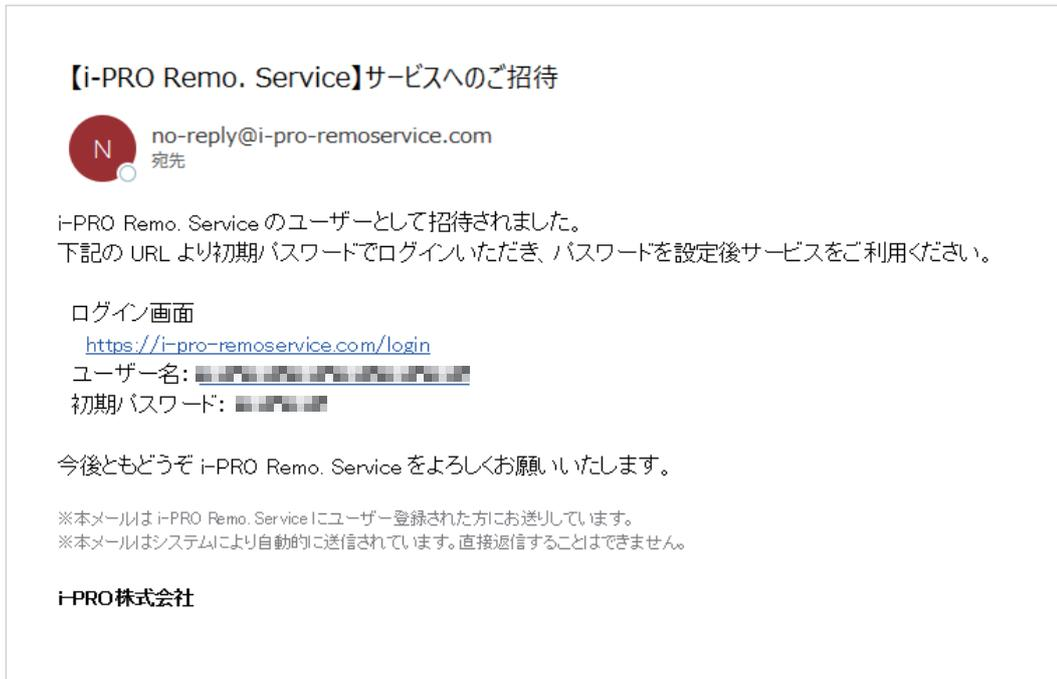 【i-PRO Remo. Service】サービスへのご招待
N
no-reply@i-pro-remoservice.com
宛先
i-PRO Remo. Service のユーザーとして招待されました。
下記の URL より初期パスワードでログインいただき、パスワードを設定後サービスをご利用ください。
ログイン画面
https://i-pro-remoservice.com/login
ユーザー名:
初期パスワード:
今後ともどうぞ i-PRO Remo. Service をよろしくお願いいたします。
※本メールは i-PRO Remo. Service にユーザー登録された方にお送りしています。
※本メールはシステムにより自動的に送信されています。直接返信することはできません。
i-PRO株式会社